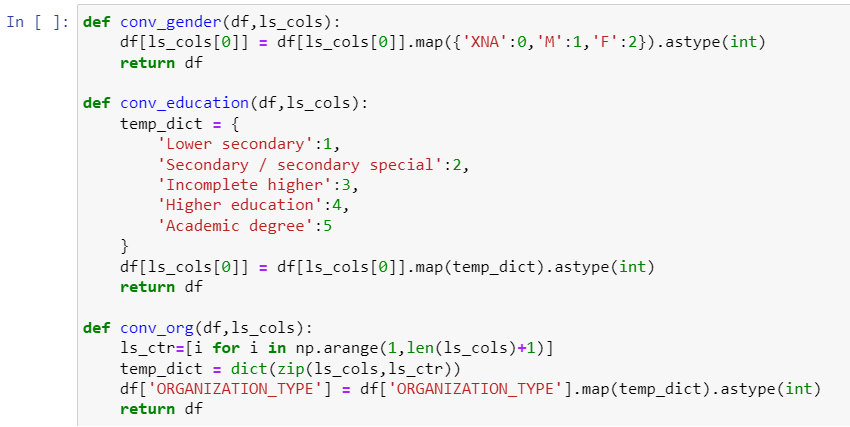 In [ ]: def conv_gender(df,ls_cols):
    df[ls_cols[0]] = df[ls_cols[0]].map({'XNA':0,'M':1,'F':2}).astype(int)
    return df

def conv_education(df,ls_cols):
    temp_dict = {
        'Lower secondary':1,
        'Secondary / secondary special':2,
        'Incomplete higher':3,
        'Higher education':4,
        'Academic degree':5
    }
    df[ls_cols[0]] = df[ls_cols[0]].map(temp_dict).astype(int)
    return df

def conv_org(df,ls_cols):
    ls_ctr=[i for i in np.arange(1,len(ls_cols)+1)]
    temp_dict = dict(zip(ls_cols,ls_ctr))
    df['ORGANIZATION_TYPE'] = df['ORGANIZATION_TYPE'].map(temp_dict).astype(int)
    return df